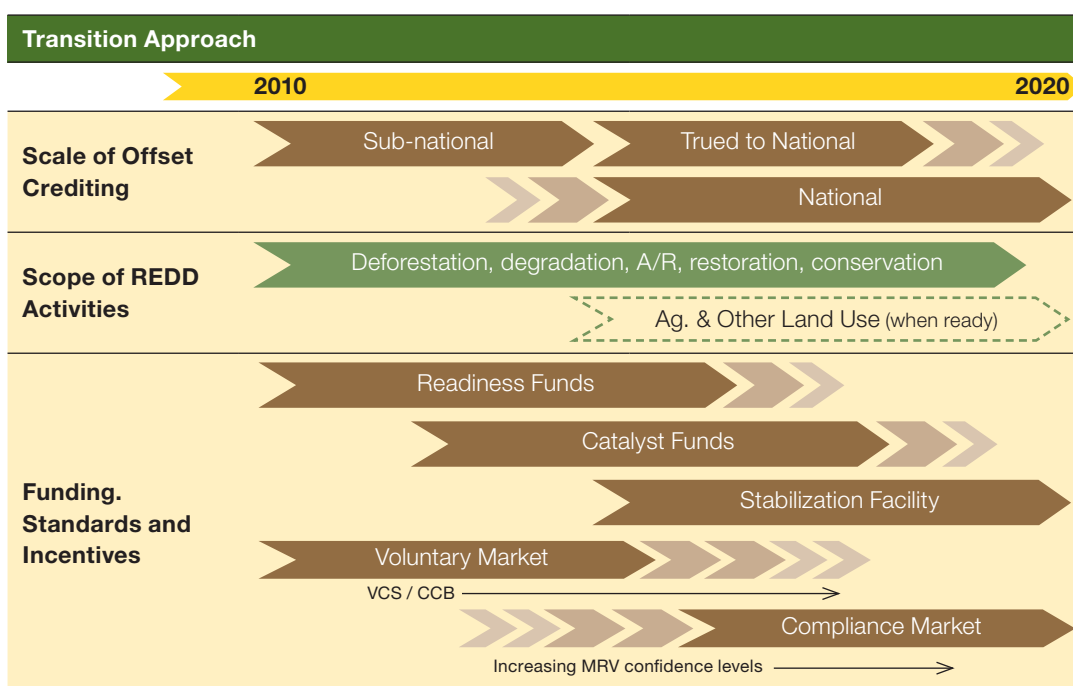 Transition Approach
2010 2020
Scale of Offset
Crediting
Sub-national
Trued to National
National
Scope of REDD
Activities
Deforestation, degradation, A/R, restoration, conservation
Ag. & Other Land Use (when ready)
Funding.
Standards and
Incentives
Readiness Funds
Catalyst Funds
Stabilization Facility
Voluntary Market
VCS / CCB
Compliance Market
Increasing MRV confidence levels